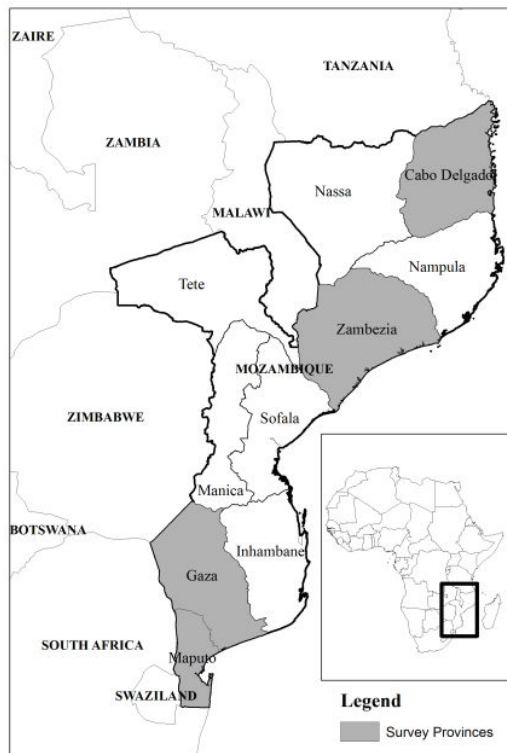 ZAIRE
TANZANIA
ZAMBIA
Cabo Delgado
Nassa
MALAWI
Nampula
Tete
Zambezia
MOZAMBIQUE
ZIMBABWE
Sofala
Manica
BOTSWANA
Inhambane
Gaza
SOUTH AFRICA
Maputo
SWAZILAND
Legend
Survey Provinces